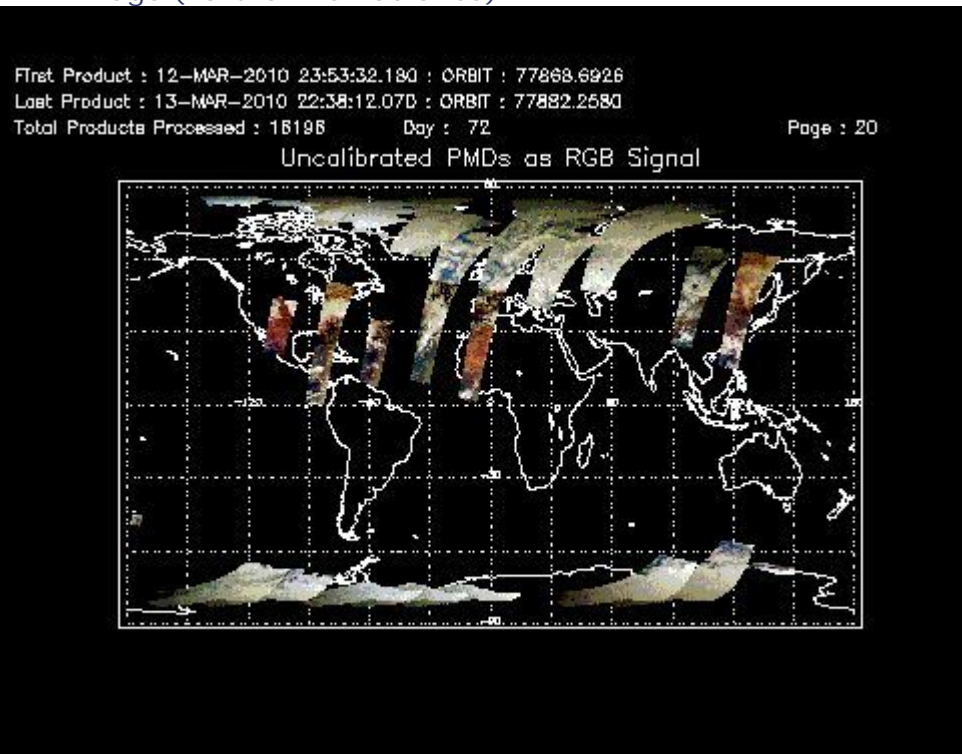 First Product : 12-MAR-2010 23:53:32.180 : ORBIT : 77868.6926
Last Product : 13-MAR-2010 22:38:12.070 : ORBIT : 77882.2580
Total Products Processed : 16196 Day : 72 Page : 20
Uncalibrated PMDs as RGB Signal